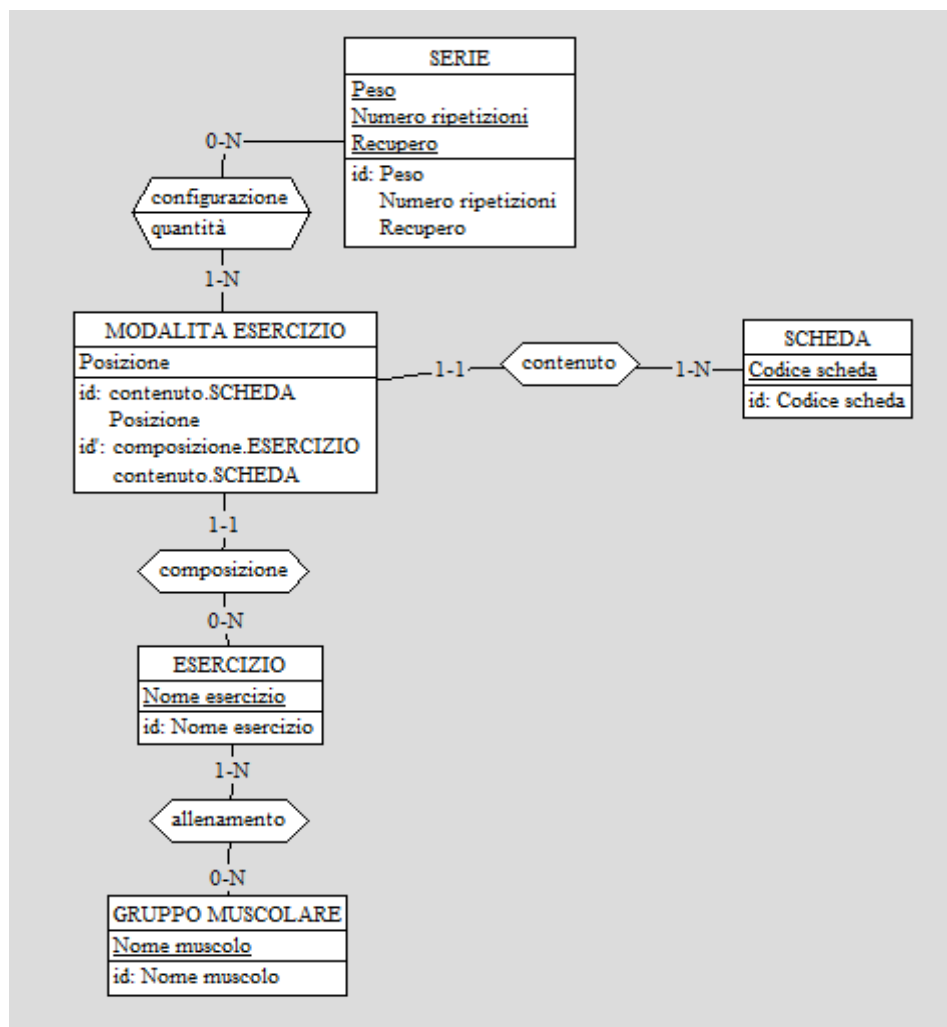 SERIE
Peso
Numero ripetizioni
Recupero
id: Peso
Numero ripetizioni
Recupero
0-N
configurazione
quantità
1-N
MODALITA ESERCIZIO
Posizione
id: contenuto.SCHEDA
Posizione
id': composizione.ESERCIZIO
contenuto.SCHEDA
1-1
contenuto
1-N
SCHEDA
Codice scheda
id: Codice scheda
1-1
composizione
0-N
ESERCIZIO
Nome esercizio
id: Nome esercizio
1-N
allenamento
0-N
GRUPPO MUSCOLARE
Nome muscolo
id: Nome muscolo